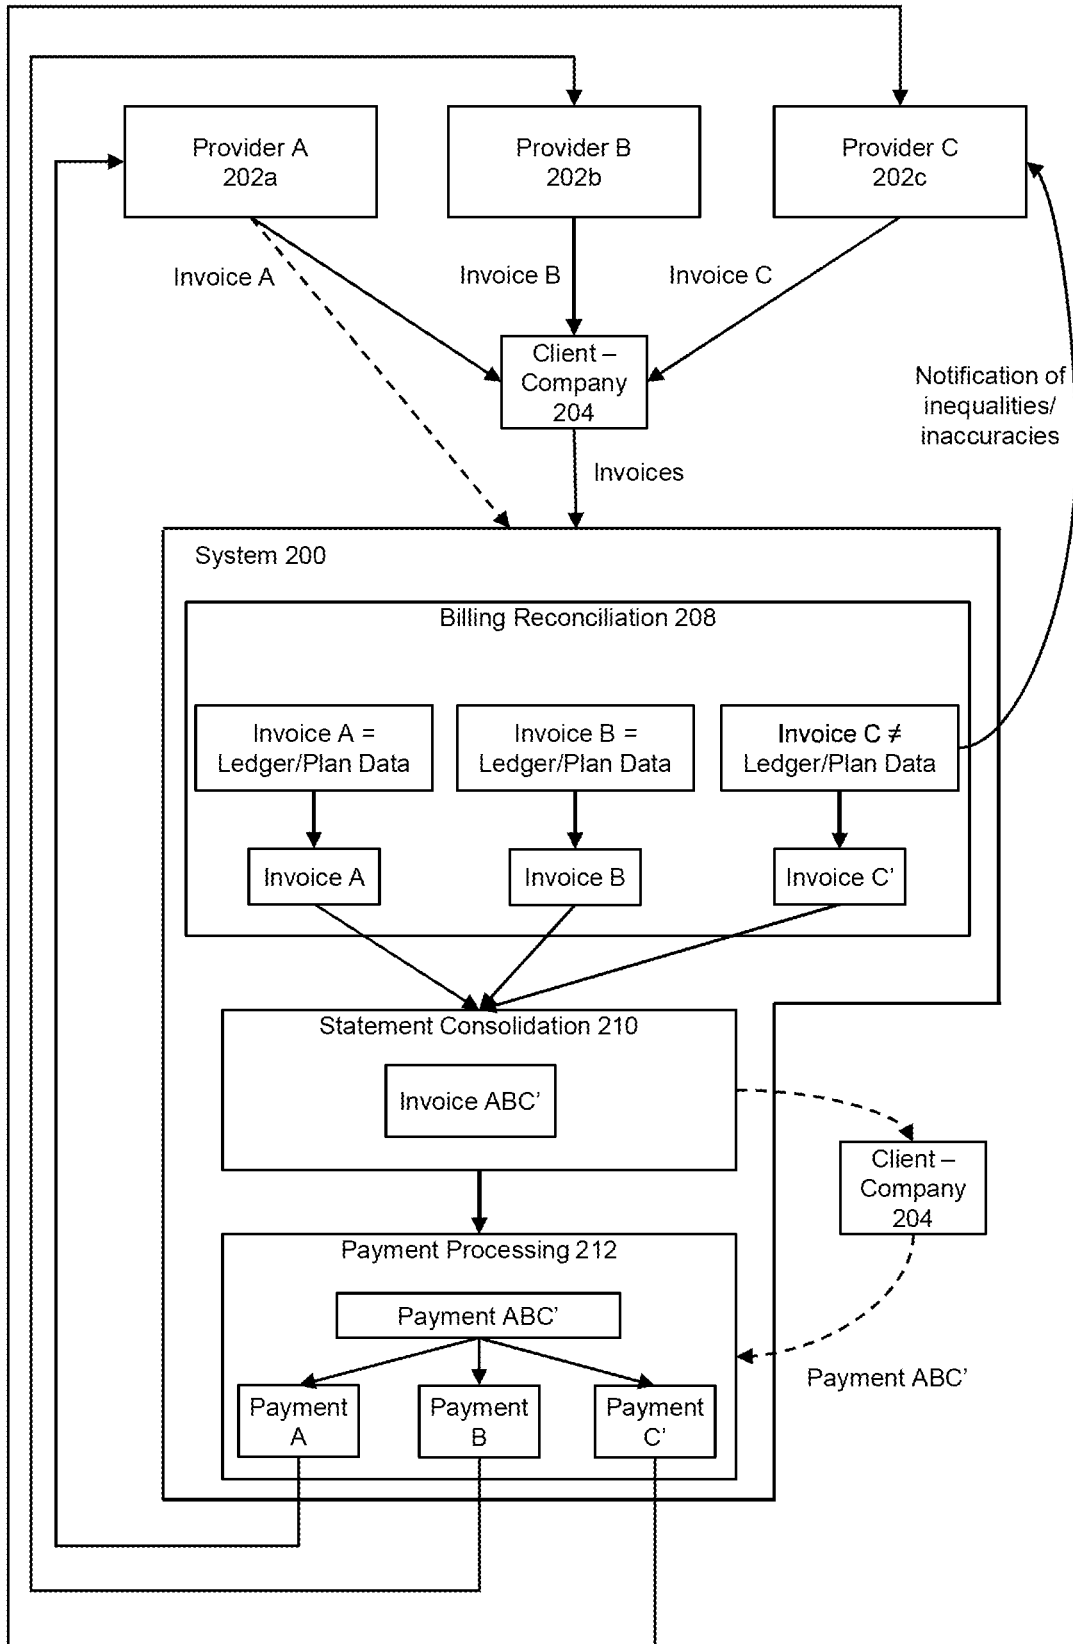 Provider A
202a
Provider B
202b
Provider C
202c
Invoice A
Invoice B
Invoice C
Client –
Company
204
Notification of
inequalities/
inaccuracies
Invoices
System 200
Billing Reconciliation 208
Invoice A =
Ledger/Plan Data
Invoice B =
Ledger/Plan Data
Invoice C ≠
Ledger/Plan Data
Invoice A
Invoice B
Invoice C’
Statement Consolidation 210
Invoice ABC’
Client –
Company
204
Payment Processing 212
Payment ABC’
Payment ABC’
Payment
A
Payment
B
Payment
C’